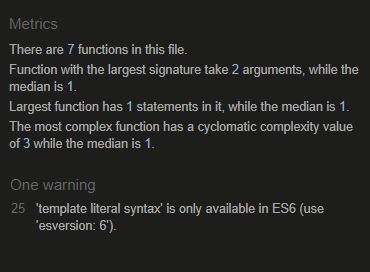 Metrics
There are 7 functions in this file.
Function with the largest signature take 2 arguments, while the
median is 1.
Largest function has 1 statements in it, while the median is 1.
The most complex function has a cyclomatic complexity value
of 3 while the median is 1.
One warning
25 'template literal syntax' is only available in ES6 (use
'esversion: 6').